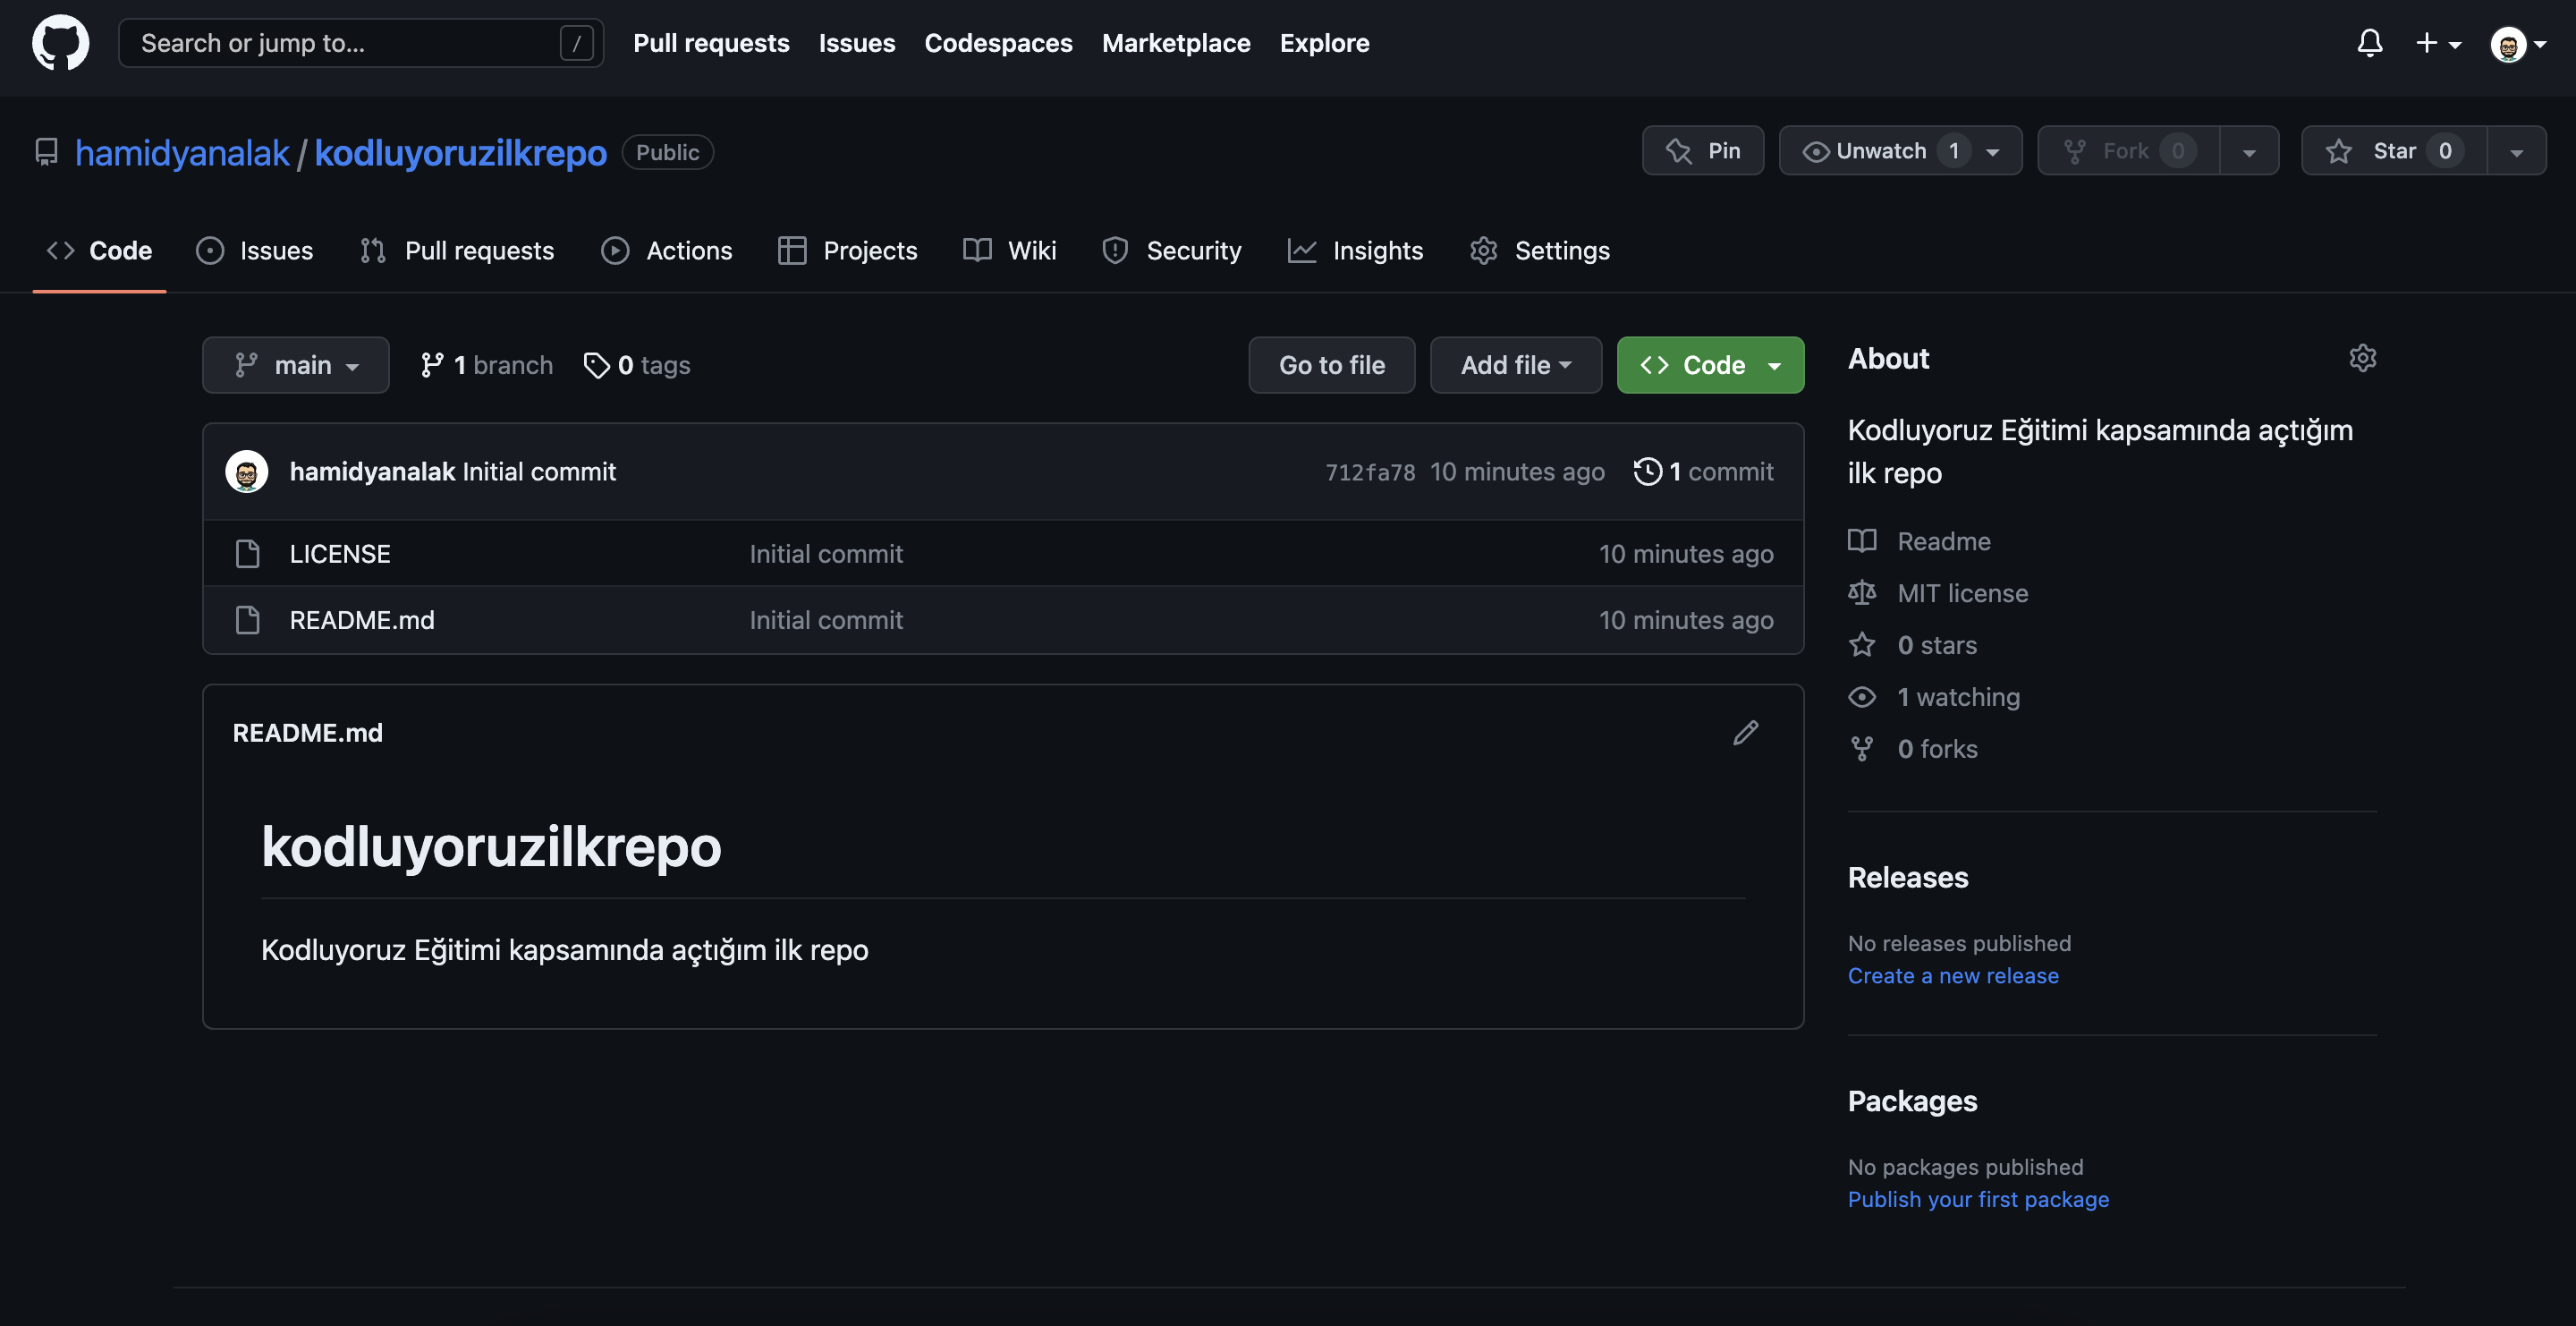 Search or jump to... / Pull requests Issues Codespaces Marketplace Explore
hamidyanalak / kodluyoruzilkrepo Public Pin Unwatch 1 Fork 0 Star 0
Code Issues Pull requests Actions Projects Wiki Security Insights Settings
main 1 branch 0 tags Go to file Add file Code
hamidyanalak Initial commit 712fa78 10 minutes ago 1 commit
LICENSE Initial commit 10 minutes ago
README.md Initial commit 10 minutes ago
README.md
kodluyoruzilkrepo
Kodluyoruz Eğitimi kapsamında açtığım ilk repo
About
Kodluyoruz Eğitimi kapsamında açtığım
ilk repo
Readme
MIT license
0 stars
1 watching
0 forks
Releases
No releases published
Create a new release
Packages
No packages published
Publish your first package